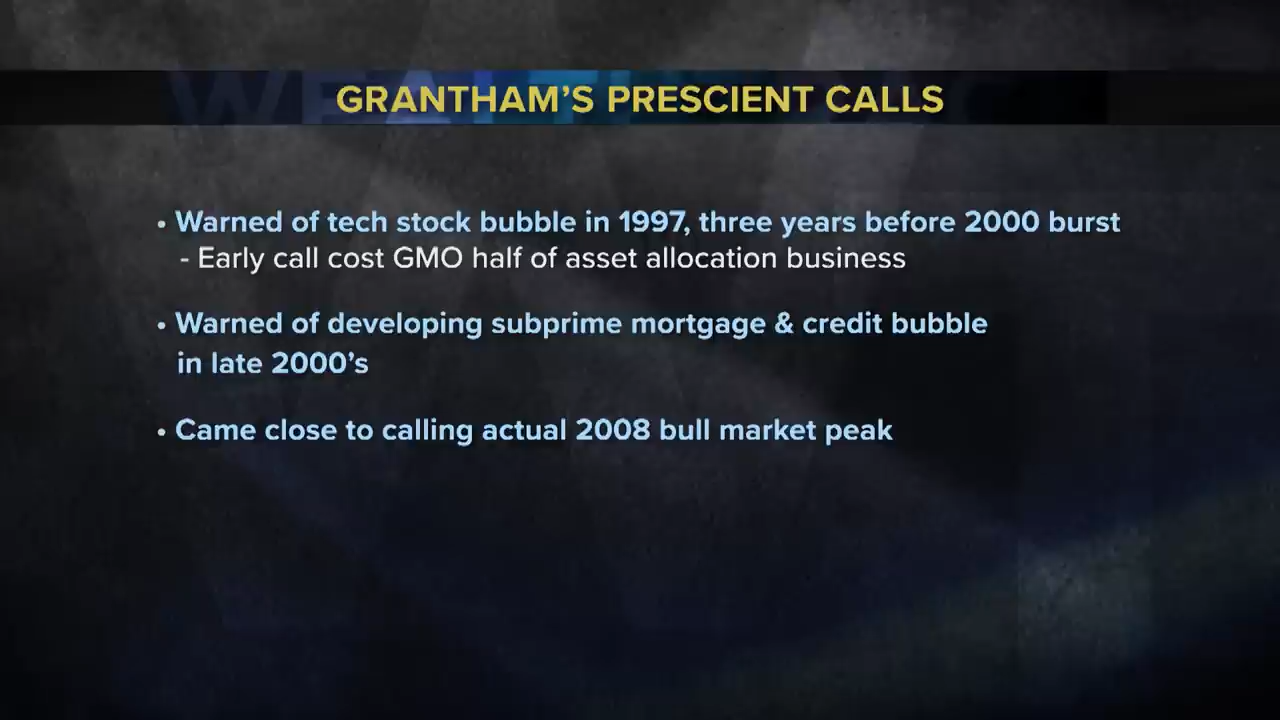 GRANTHAM’S PRESCIENT CALLS
• Warned of tech stock bubble in 1997, three years before 2000 burst
- Early call cost GMO half of asset allocation business
• Warned of developing subprime mortgage & credit bubble
in late 2000’s
• Came close to calling actual 2008 bull market peak